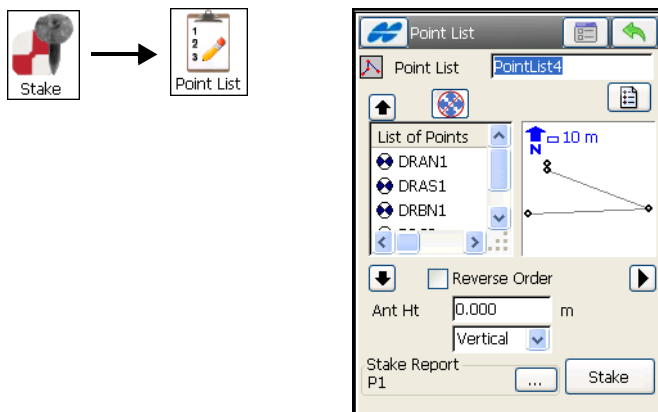 Stake
1
2
3
Point List
Point List
Point List PointList4
List of Points
DRAN1
DRAS1
DRBN1
10 m
N
Reverse Order
Ant Ht 0.000 m
Vertical
Stake Report
P1
...
Stake